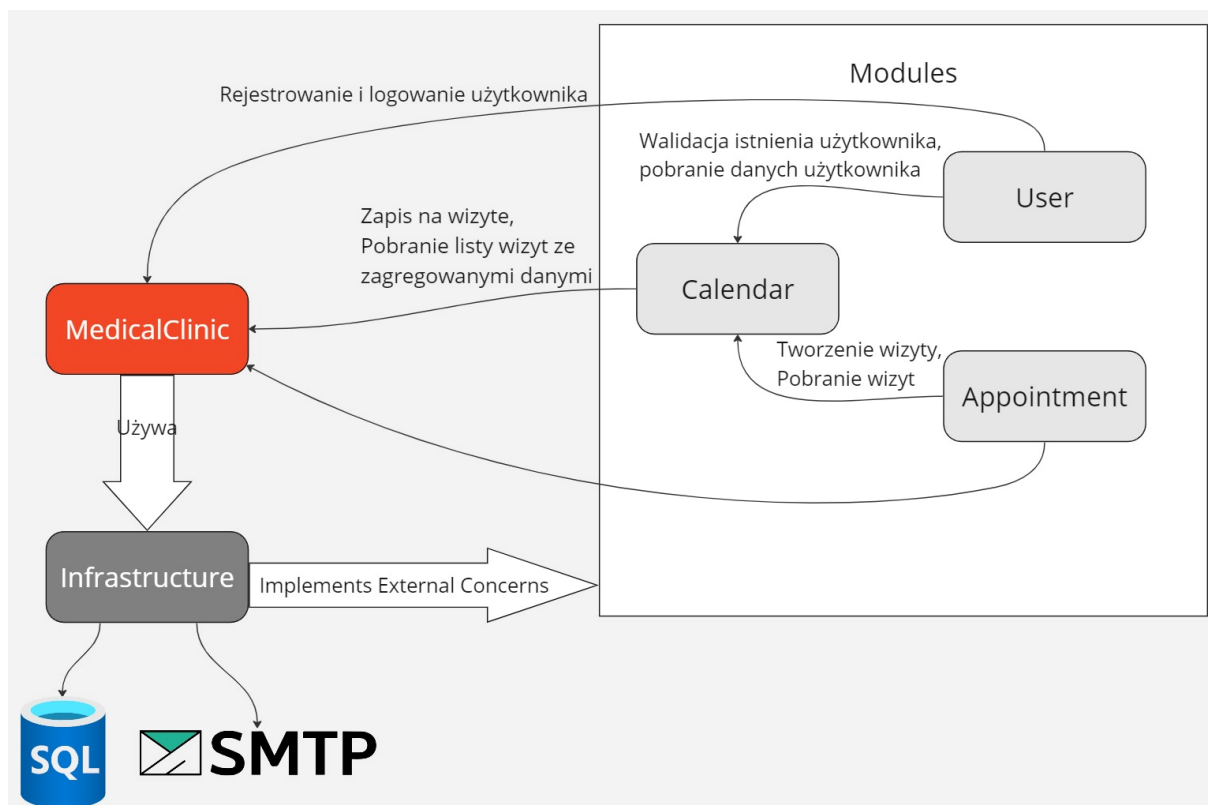 Modules
Rejestrowanie i logowanie użytkownika
Walidacja istnienia użytkownika,
pobranie danych użytkownika
User
Zapis na wizyte,
Pobranie listy wizyt ze
zagregowanymi danymi
Calendar
MedicalClinic
Tworzenie wizyty,
Pobranie wizyt
Appointment
Używa
Infrastructure
Implements External Concerns
SQL
SMTP